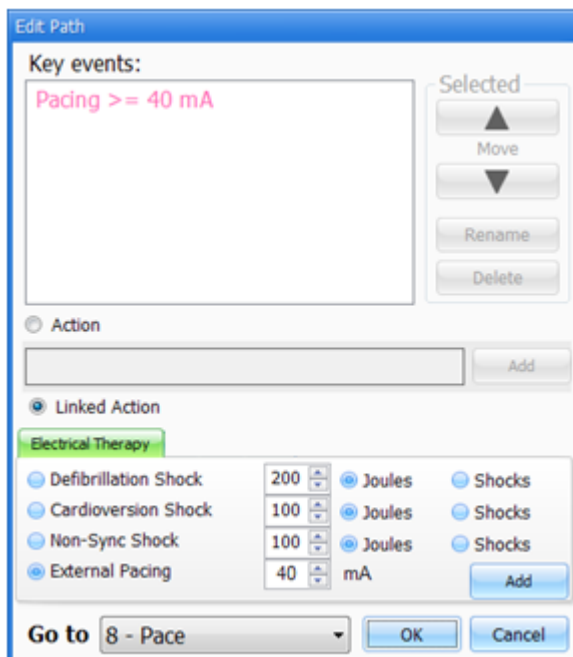 Edit Path
Key events:
Pacing >= 40 mA
Selected
Move
Rename
Delete
Action
Add
Linked Action
Electrical Therapy
Defibrillation Shock 200 Joules Shocks
Cardioversion Shock 100 Joules Shocks
Non-Sync Shock 100 Joules Shocks
External Pacing 40 mA Add
Go to 8 - Pace OK Cancel